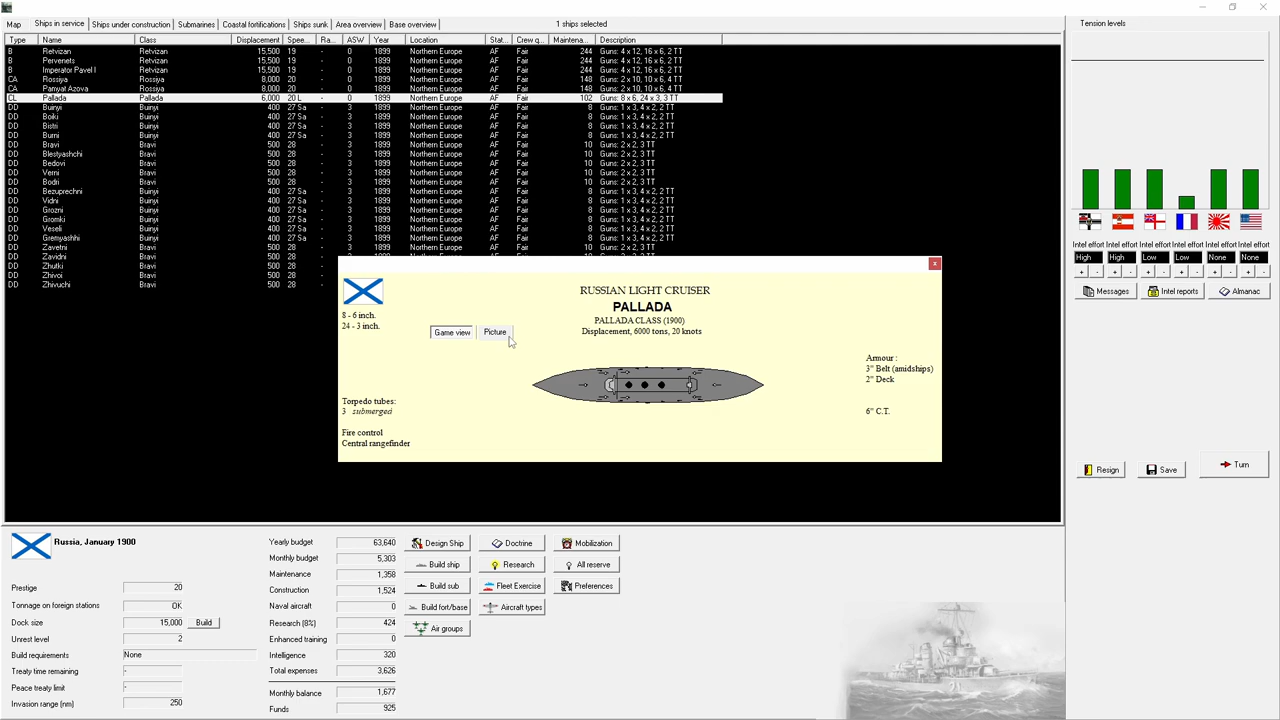 Map Ships in service Ships under construction Submarines Coastal fortifications Ships sunk Area overview Base overview 1 ships selected
Type Name Class Displacement Spee... Ra... ASW Year Location Stat... Crew q... Maintena... Description
B Retvizan Retvizan 15,500 19 - 0 1899 Northern Europe AF Fair 244 Guns: 4 x 12, 16 x 6, 2 TT
B Pervenets Retvizan 15,500 19 - 0 1899 Northern Europe AF Fair 244 Guns: 4 x 12, 16 x 6, 2 TT
B Imperator Pavel I Retvizan 15,500 19 - 0 1899 Northern Europe AF Fair 244 Guns: 4 x 12, 16 x 6, 2 TT
CA Rossiya Rossiya 8,000 20 - 0 1899 Northern Europe AF Fair 148 Guns: 2 x 10, 10 x 6, 4 TT
CA Panyat Azova Rossiya 8,000 20 - 0 1899 Northern Europe AF Fair 148 Guns: 2 x 10, 10 x 6, 4 TT
CL Pallada Pallada 6,000 20 L - 0 1899 Northern Europe AF Fair 102 Guns: 8 x 6, 24 x 3, 3 TT
DD Buinyi Buinyi 400 27 Sa - 3 1899 Northern Europe AF Fair 8 Guns: 1 x 3, 4 x 2, 2 TT
DD Boiki Buinyi 400 27 Sa - 3 1899 Northern Europe AF Fair 8 Guns: 1 x 3, 4 x 2, 2 TT
DD Bistri Buinyi 400 27 Sa - 3 1899 Northern Europe AF Fair 8 Guns: 1 x 3, 4 x 2, 2 TT
DD Burni Buinyi 400 27 Sa - 3 1899 Northern Europe AF Fair 8 Guns: 1 x 3, 4 x 2, 2 TT
DD Bravi Bravi 500 28 - 3 1899 Northern Europe AF Fair 10 Guns: 2 x 2, 3 TT
DD Blestyashchi Bravi 500 28 - 3 1899 Northern Europe AF Fair 10 Guns: 2 x 2, 3 TT
DD Bedovi Bravi 500 28 - 3 1899 Northern Europe AF Fair 10 Guns: 2 x 2, 3 TT
DD Verni Bravi 500 28 - 3 1899 Northern Europe AF Fair 10 Guns: 2 x 2, 3 TT
DD Bodri Bravi 500 28 - 3 1899 Northern Europe AF Fair 10 Guns: 2 x 2, 3 TT
DD Bezuprechni Buinyi 400 27 Sa - 3 1899 Northern Europe AF Fair 8 Guns: 1 x 3, 4 x 2, 2 TT
DD Vidni Buinyi 400 27 Sa - 3 1899 Northern Europe AF Fair 8 Guns: 1 x 3, 4 x 2, 2 TT
DD Grozni Buinyi 400 27 Sa - 3 1899 Northern Europe AF Fair 8 Guns: 1 x 3, 4 x 2, 2 TT
DD Gromki Buinyi 400 27 Sa - 3 1899 Northern Europe AF Fair 8 Guns: 1 x 3, 4 x 2, 2 TT
DD Veseli Buinyi 400 27 Sa - 3 1899 Northern Europe AF Fair 8 Guns: 1 x 3, 4 x 2, 2 TT
DD Gremyashhi Buinyi 400 27 Sa - 3 1899 Northern Europe AF Fair 8 Guns: 1 x 3, 4 x 2, 2 TT
DD Zavetni Bravi 500 28 - 3 1899 Northern Europe AF Fair 10 Guns: 2 x 2, 3 TT
DD Zavidni Bravi 500 28
DD Zhutki Bravi 500 28
DD Zhivoi Bravi 500 28
DD Zhivuchi Bravi 500 28
RUSSIAN LIGHT CRUISER
PALLADA
PALLADA CLASS (1900)
Displacement, 6000 tons, 20 knots
8 - 6 inch.
24 - 3 inch.
Game view Picture
Armour :
3" Belt (amidships)
2" Deck
6" C.T.
Torpedo tubes:
3 submerged
Fire control
Central rangefinder
Tension levels
Intel effort Intel effort Intel effort Intel effort Intel effort Intel effort
High High Low Low None None
+ - + - + - + - + - + -
Messages Intel reports Almanac
Resign Save Turn
Russia, January 1900
Prestige 20
Tonnage on foreign stations OK
Dock size 15,000 Build
Unrest level 2
Build requirements None
Treaty time remaining -
Peace treaty limit -
Invasion range (nm) 250
Yearly budget 63,640
Monthly budget 5,303
Maintenance 1,358
Construction 1,524
Naval aircraft 0
Research (8%) 424
Enhanced training 0
Intelligence 320
Total expenses 3,626
Monthly balance 1,677
Funds 925
Design Ship Doctrine Mobilization
Build ship Research All reserve
Build sub Fleet Exercise Preferences
Build fort/base Aircraft types
Air groups